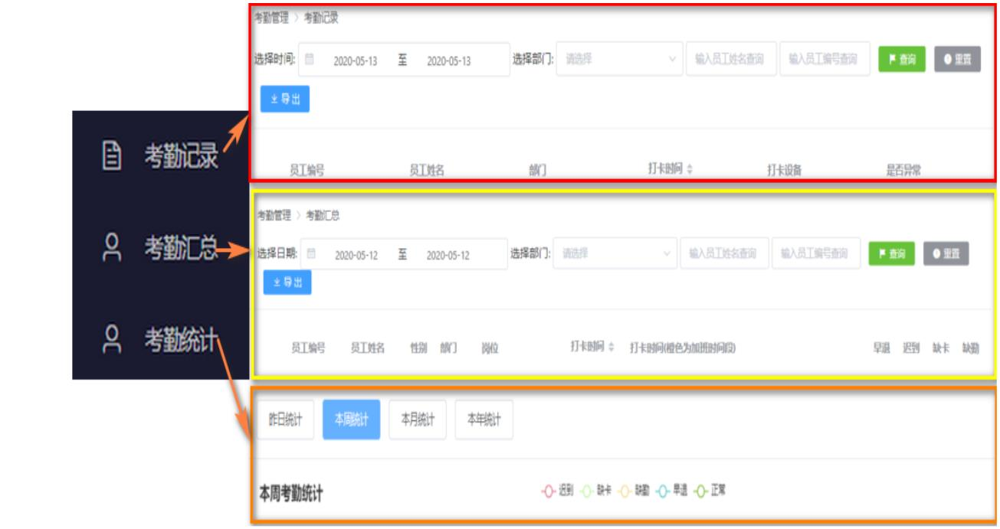 考勤记录
考勤汇总
考勤统计
考勤管理 > 考勤记录
选择时间: 2020-05-13 至 2020-05-13 选择部门: 请选择 输入员工姓名查询 输入员工编号查询 查询 重置
导出
员工编号 员工姓名 部门 打卡时间 打卡设备 是否异常
考勤管理 > 考勤汇总
选择日期: 2020-05-12 至 2020-05-12 选择部门: 请选择 输入员工姓名查询 输入员工编号查询 查询 重置
导出
员工编号 员工姓名 性别 部门 岗位 打卡时间 打卡时间(橙色为加班时间段) 早退 迟到 缺卡 缺勤
昨日统计 本周统计 本月统计 本年统计
本周考勤统计 迟到 缺卡 缺勤 早退 正常